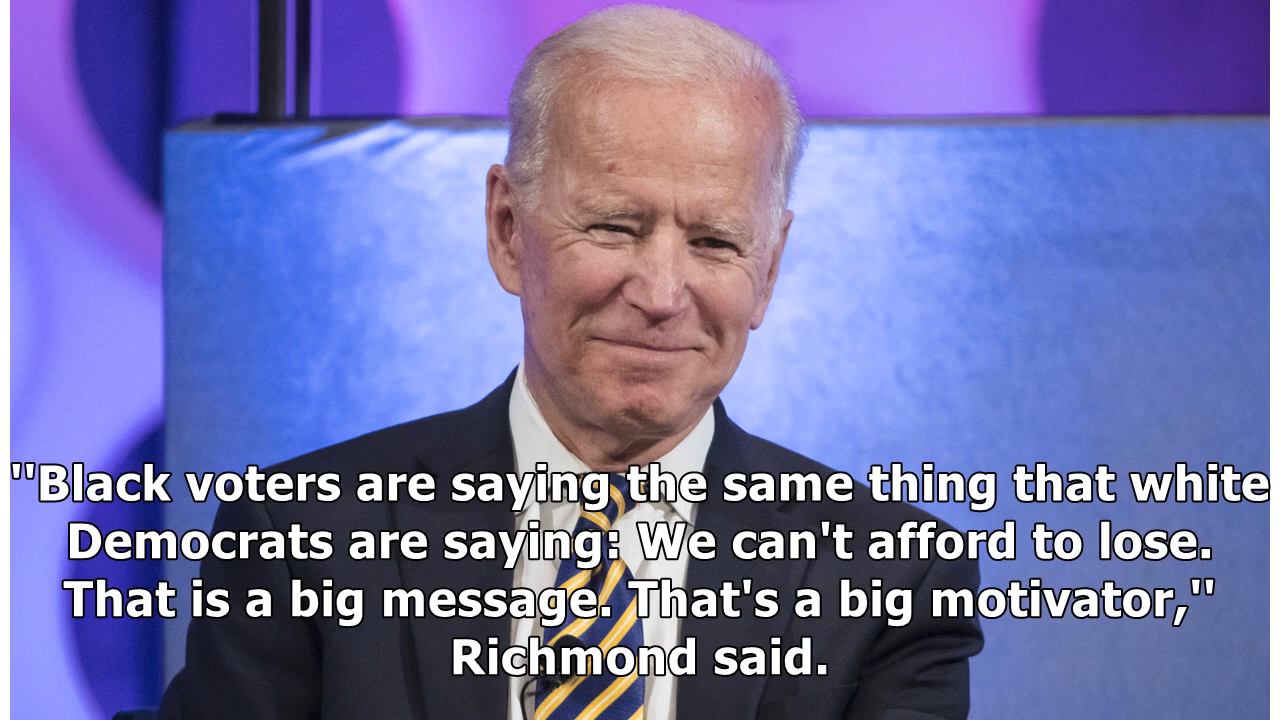 "Black voters are saying the same thing that white
Democrats are saying: We can't afford to lose.
That is a big message. That's a big motivator,"
Richmond said.